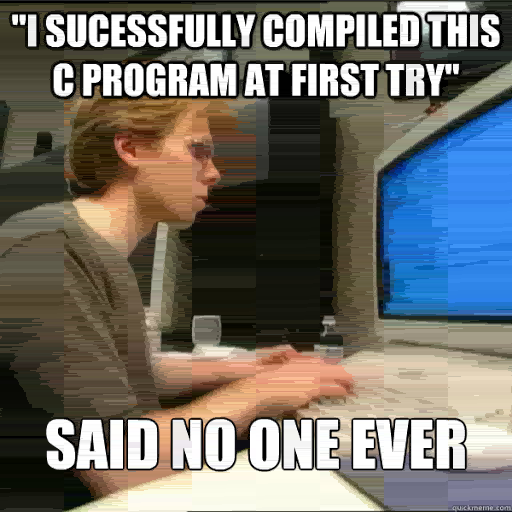 "I SUCESSFULLY COMPILED THIS
C PROGRAM AT FIRST TRY"
SAID NO ONE EVER
quickmeme.com